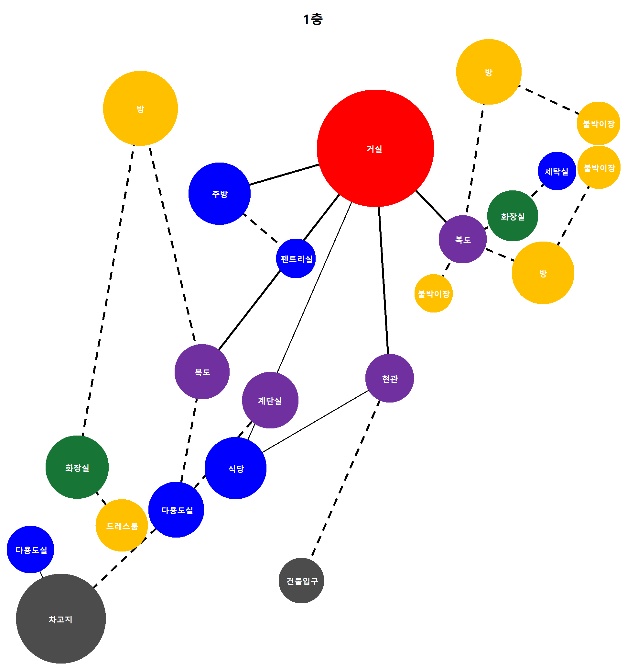 1층
방
방
불박이장
거실
불박이장
세탁실
주방
화장실
복도
팬트리실
방
불박이장
복도
현관
계단실
화장실
식당
다용도실
드레스룸
다용도실
건물입구
차고지